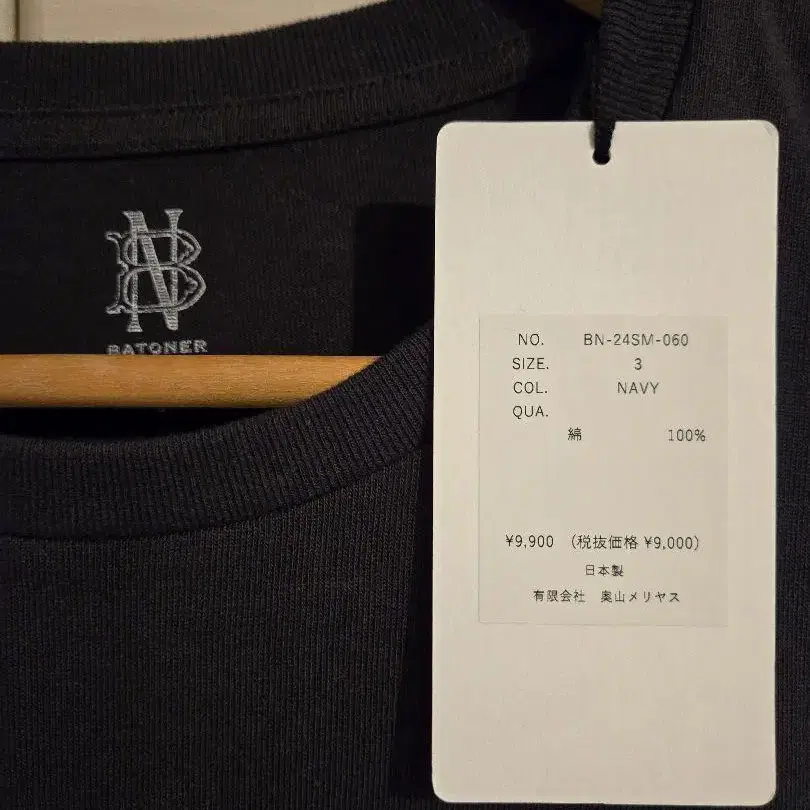 BN
BATONER
NO. BN-24SM-060
SIZE. 3
COL. NAVY
QUA.
綿 100%
¥9,900 (税抜価格 ¥9,000)
日本製
有限会社 奥山メリヤス